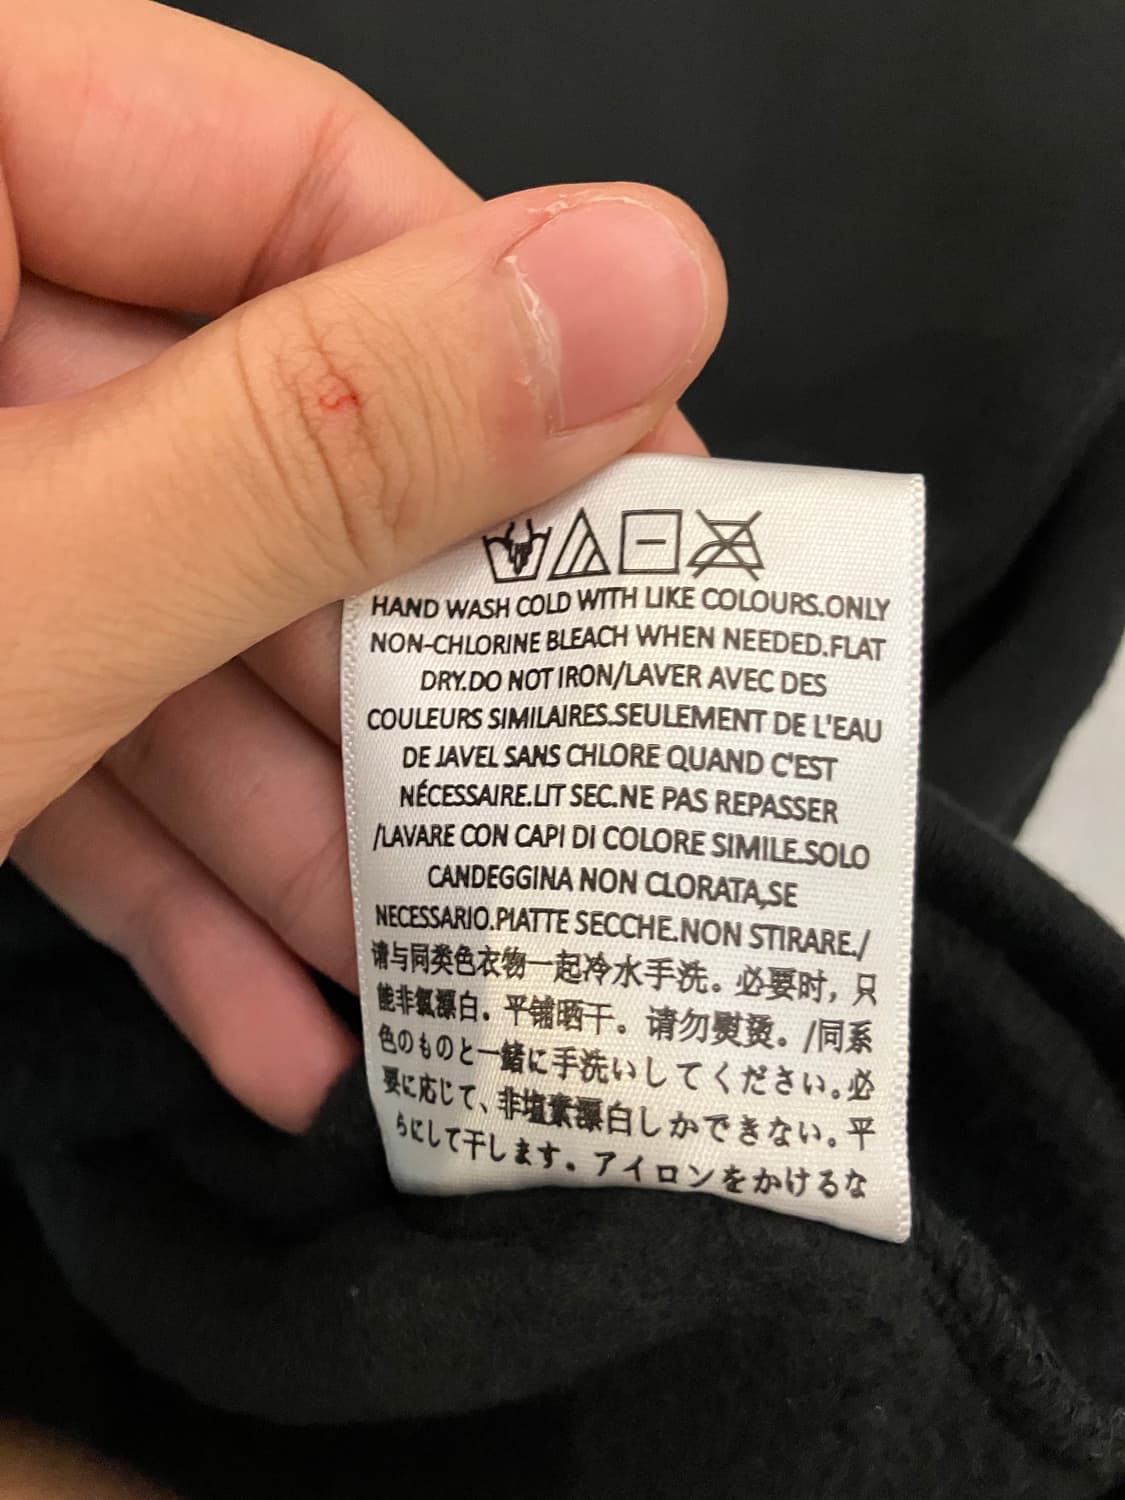 HAND WASH COLD WITH LIKE COLOURS.ONLY
NON-CHLORINE BLEACH WHEN NEEDED.FLAT
DRY.DO NOT IRON/LAVER AVEC DES
COULEURS SIMILAIRES.SEULEMENT DE L'EAU
DE JAVEL SANS CHLORE QUAND C'EST
NÉCESSAIRE.LIT SEC.NE PAS REPASSER
/LAVARE CON CAPI DI COLORE SIMILE.SOLO
CANDEGGINA NON CLORATA,SE
NECESSARIO.PIATTE SECCHE.NON STIRARE./
请与同类色衣物一起冷水手洗。必要时，只
能非氯漂白。平铺晒干。请勿熨烫。/同系
色のものと一緒に手洗いしてください。必
要に応じて、非塩素漂白しかできない。平
らにして干します。アイロンをかけるな